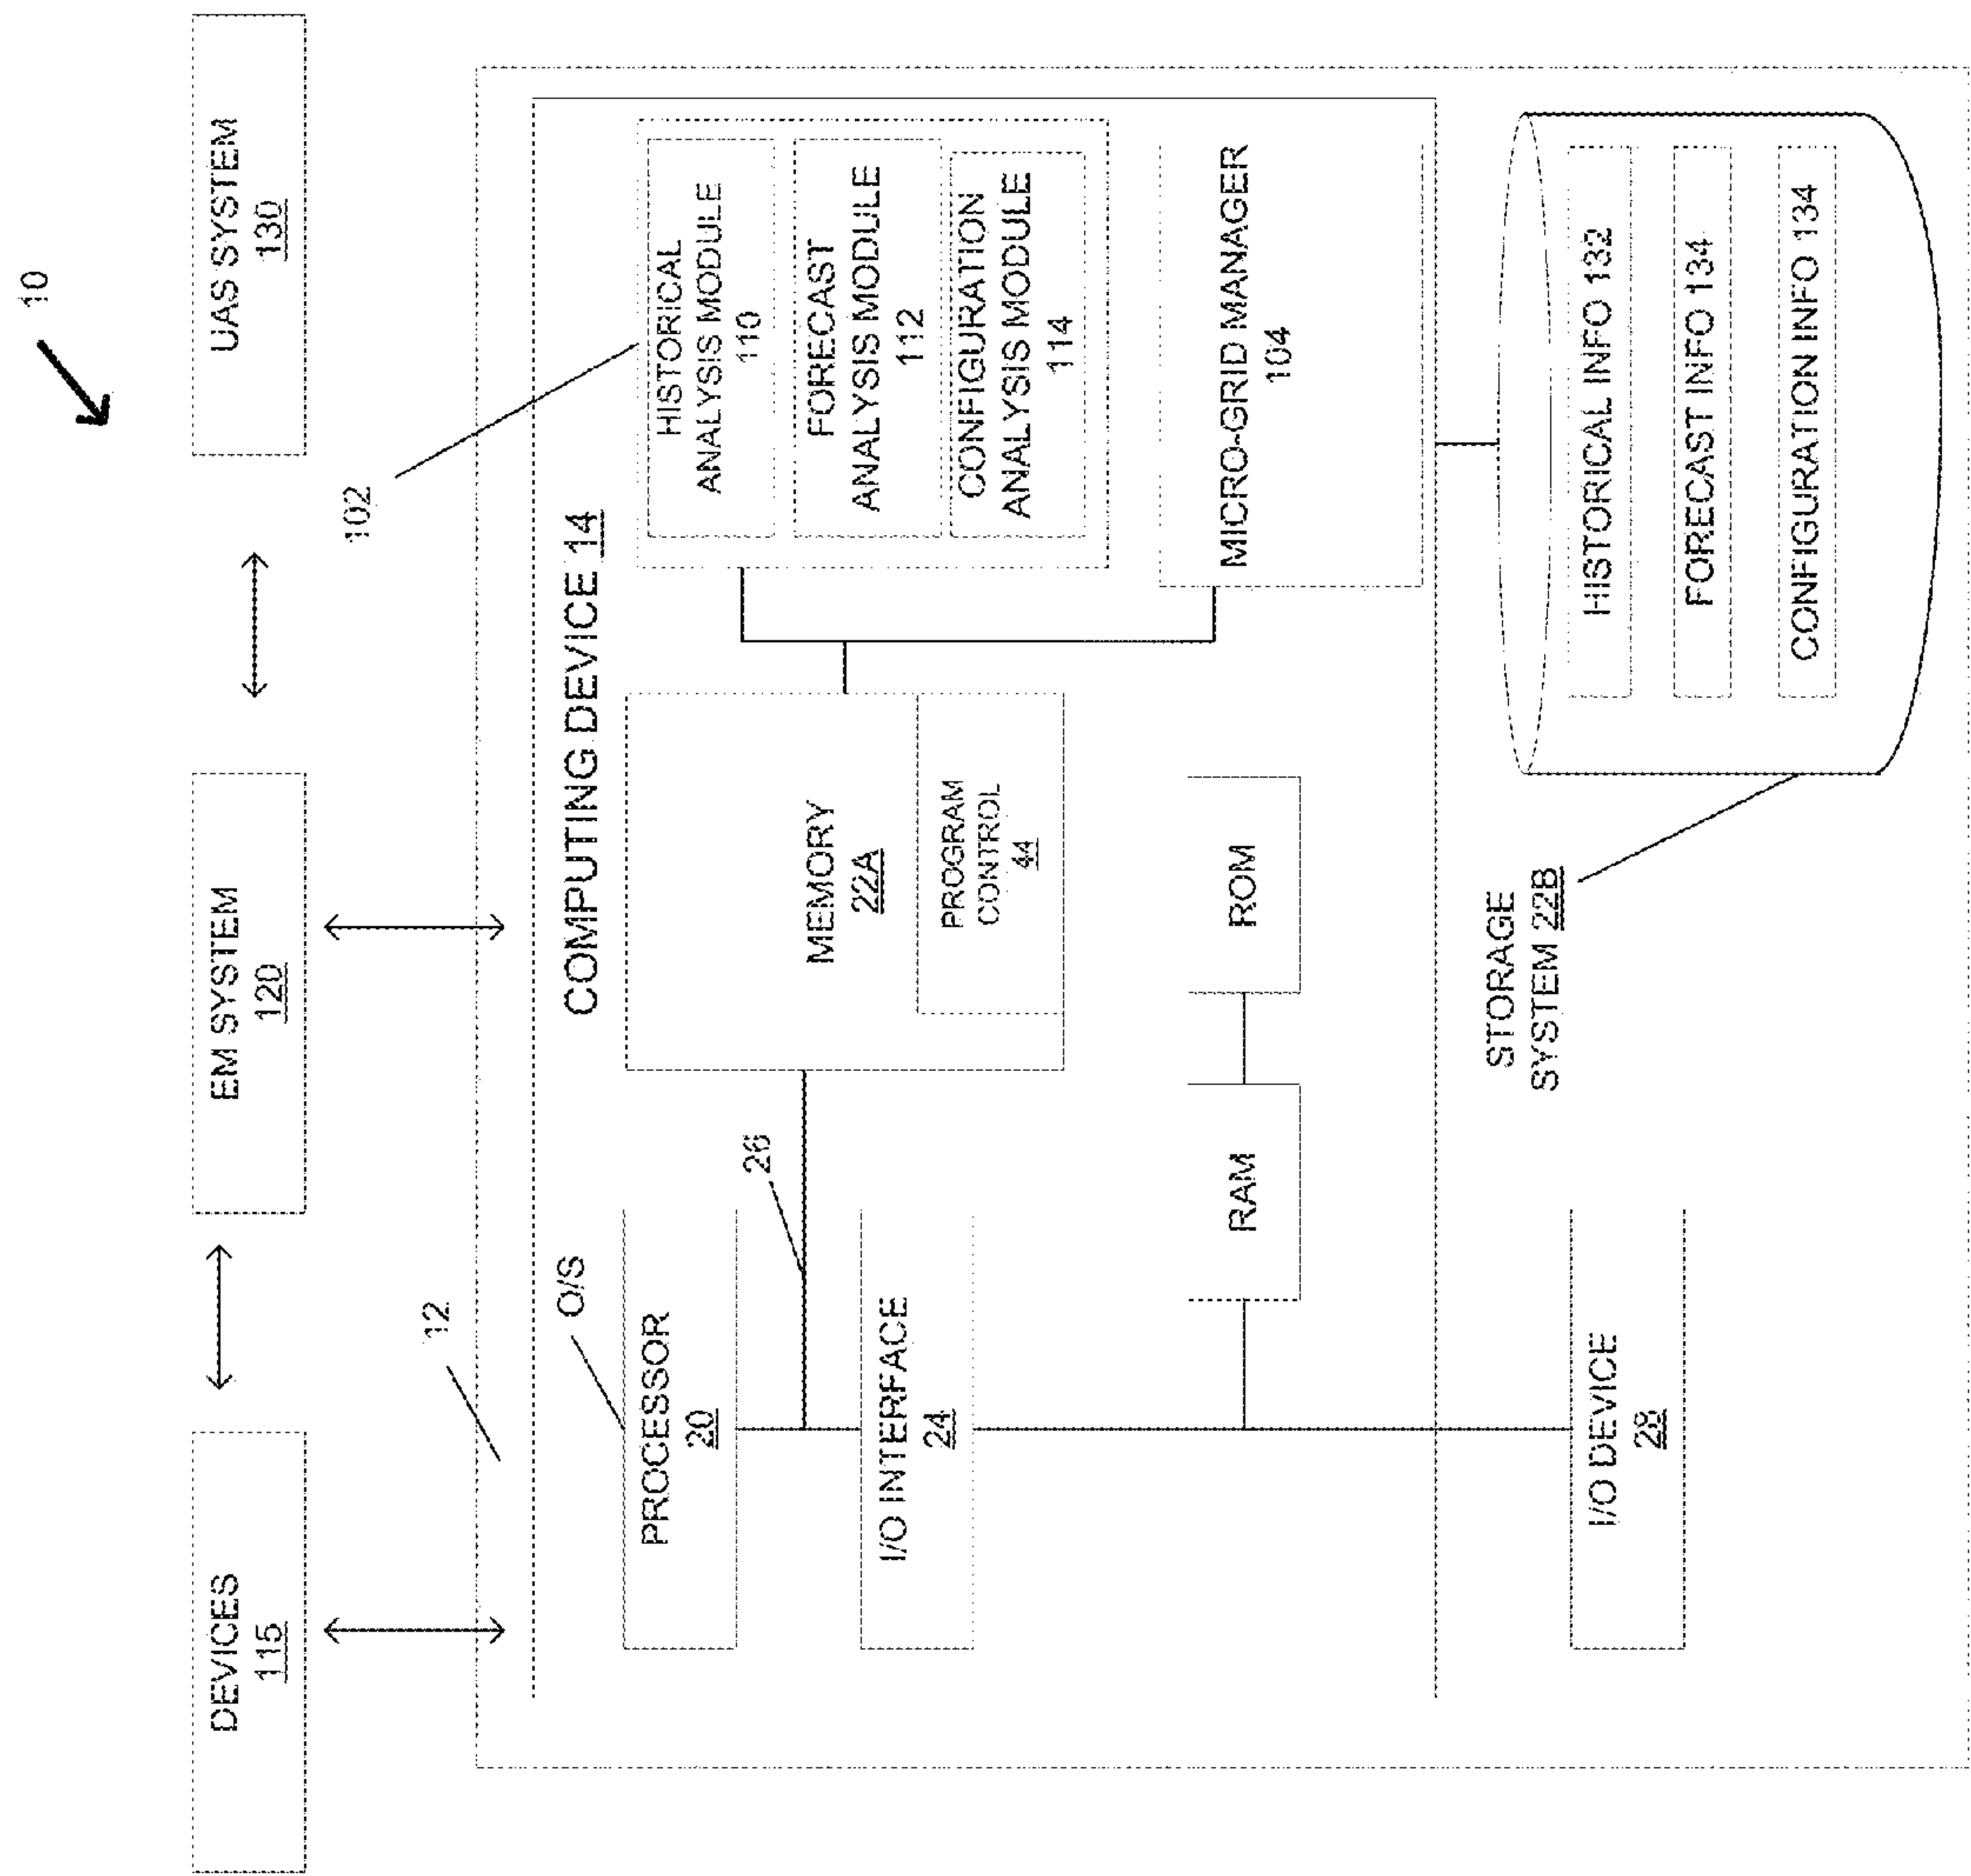 10
DEVICES
115
EM SYSTEM
120
UAS SYSTEM
130
12
102
COMPUTING DEVICE 14
O/S
PROCESSOR
20
26
I/O INTERFACE
24
MEMORY
22A
PROGRAM
CONTROL
44
HISTORICAL
ANALYSIS MODULE
110
FORECAST
ANALYSIS MODULE
112
CONFIGURATION
ANALYSIS MODULE
114
MICRO-GRID MANAGER
104
RAM
ROM
I/O DEVICE
28
STORAGE
SYSTEM 22B
HISTORICAL INFO 132
FORECAST INFO 134
CONFIGURATION INFO 134